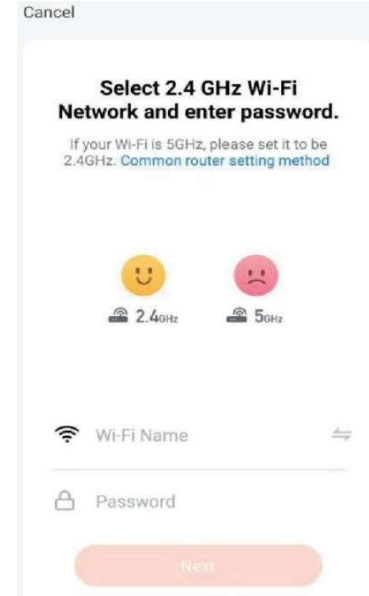 Cancel
Select 2.4 GHz Wi-Fi
Network and enter password.
If your Wi-Fi is 5GHz, please set it to be
2.4GHz. Common router setting method
2.4GHz 5GHz
Wi-Fi Name
Password
Next